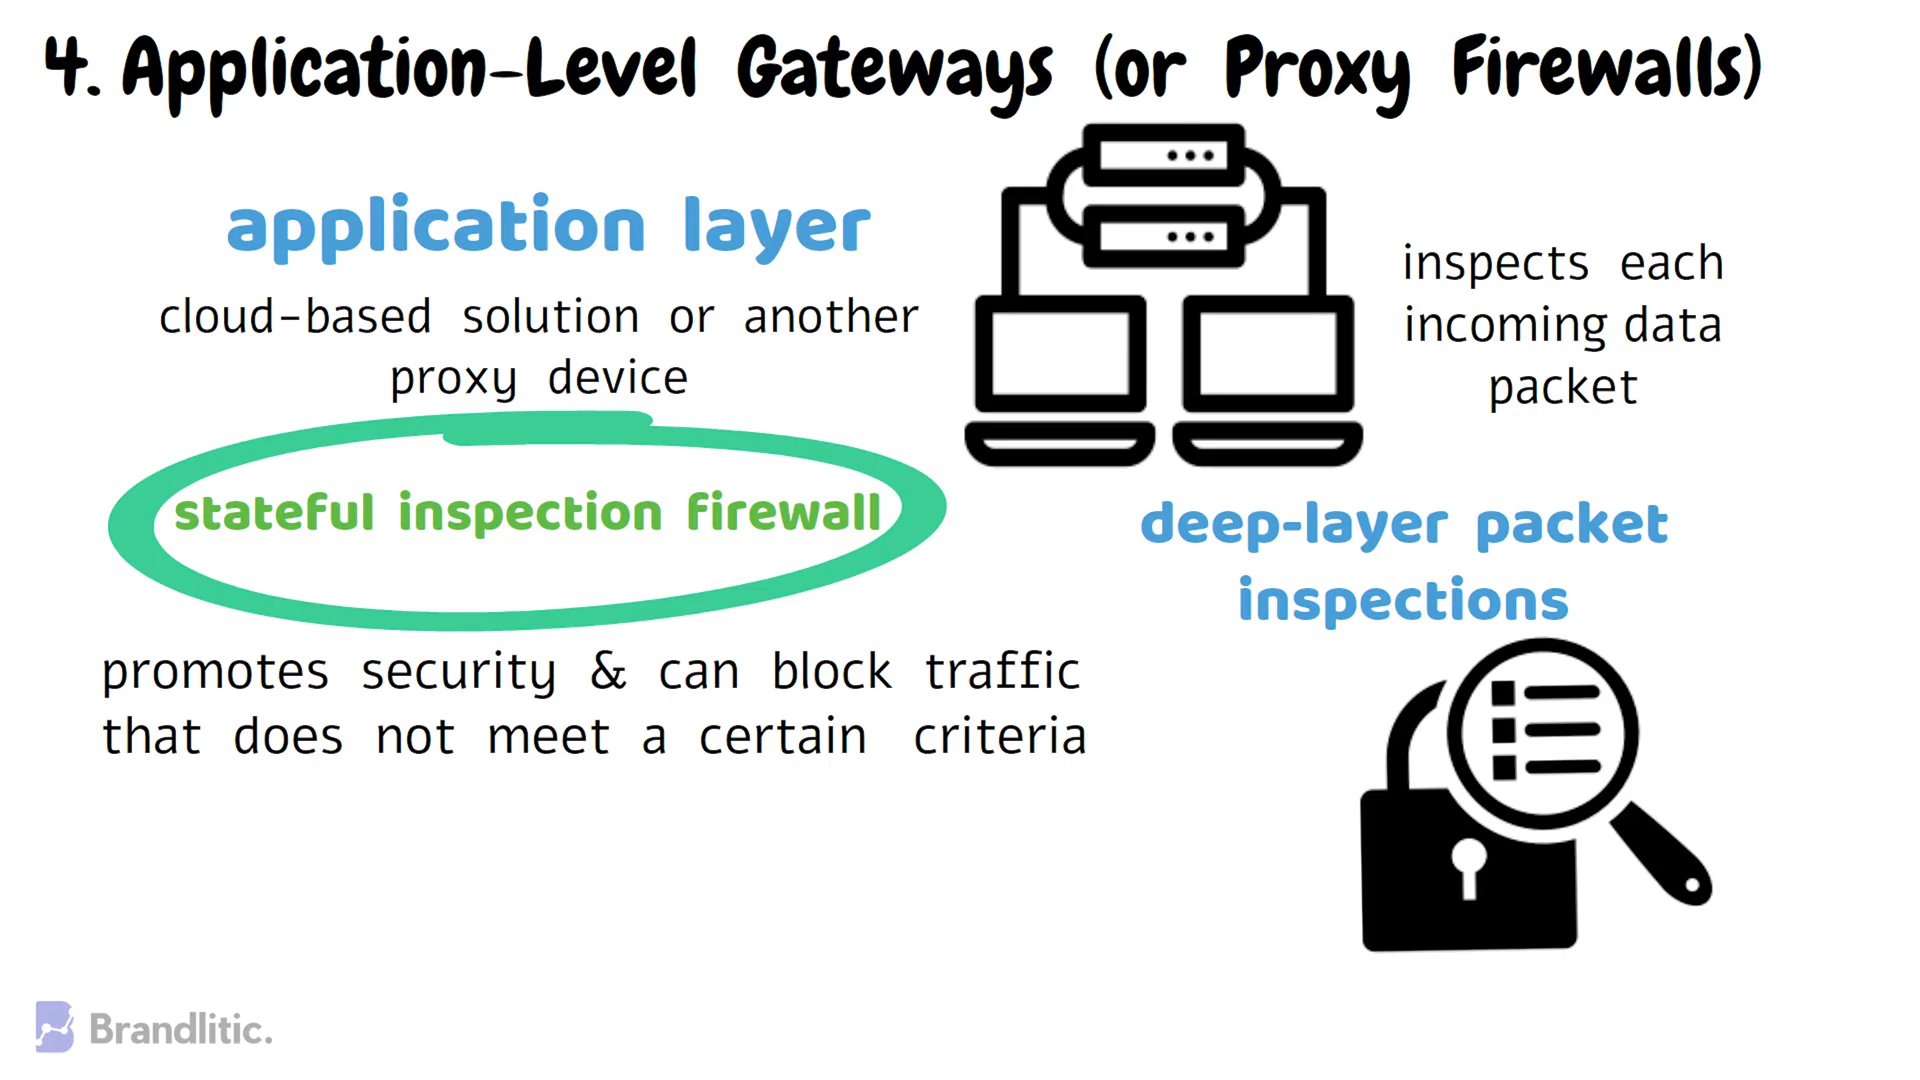 4. Application-Level Gateways (or Proxy Firewalls)
application layer
cloud-based solution or another
proxy device
stateful inspection firewall
promotes security & can block traffic
that does not meet a certain criteria
inspects each
incoming data
packet
deep-layer packet
inspections
Brandlitic.